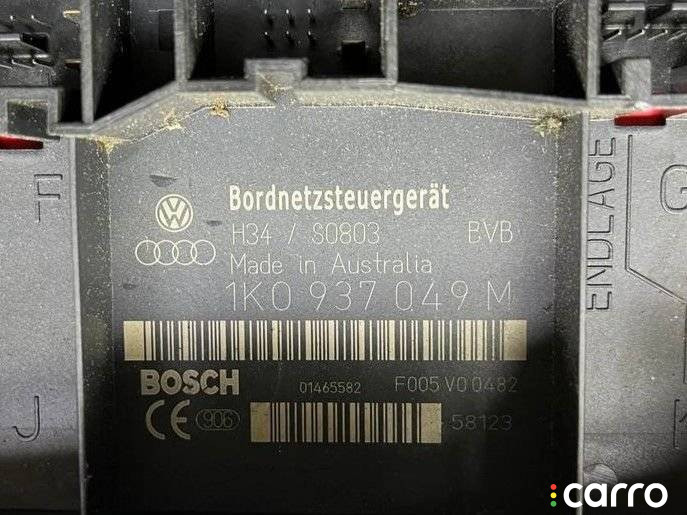 Bordnetzsteuergerät
H34 / S0803 BVB
Made in Australia
1K0 937 049 M
BOSCH 01465582 F005 V0 0482
CE 906 58123
F
J
ENDLAGE
G
carro